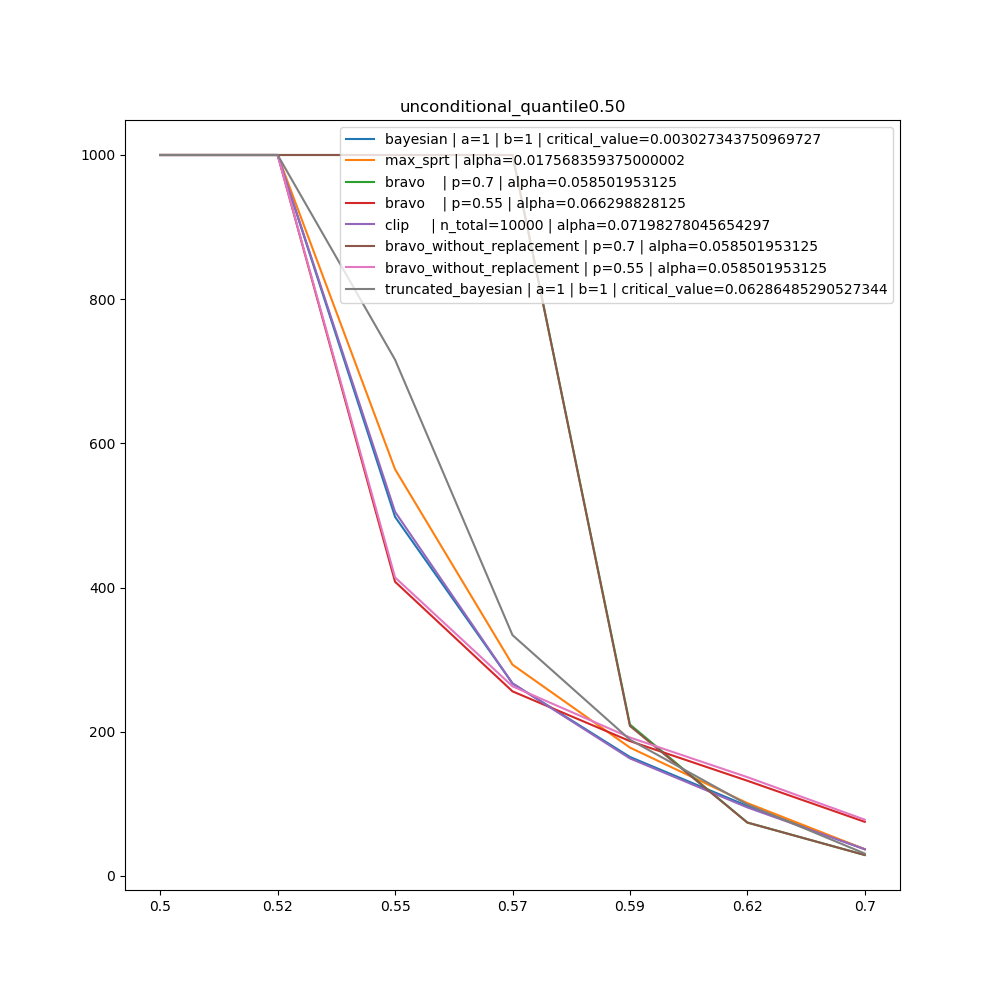 unconditional_quantile0.50
bayesian | a=1 | b=1 | critical_value=0.003027343750969727
max_sprt | alpha=0.017568359375000002
bravo    | p=0.7 | alpha=0.058501953125
bravo    | p=0.55 | alpha=0.066298828125
clip     | n_total=10000 | alpha=0.07198278045654297
bravo_without_replacement | p=0.7 | alpha=0.058501953125
bravo_without_replacement | p=0.55 | alpha=0.058501953125
truncated_bayesian | a=1 | b=1 | critical_value=0.06286485290527344
1000
800
600
400
200
0
0.5 0.52 0.55 0.57 0.59 0.62 0.7